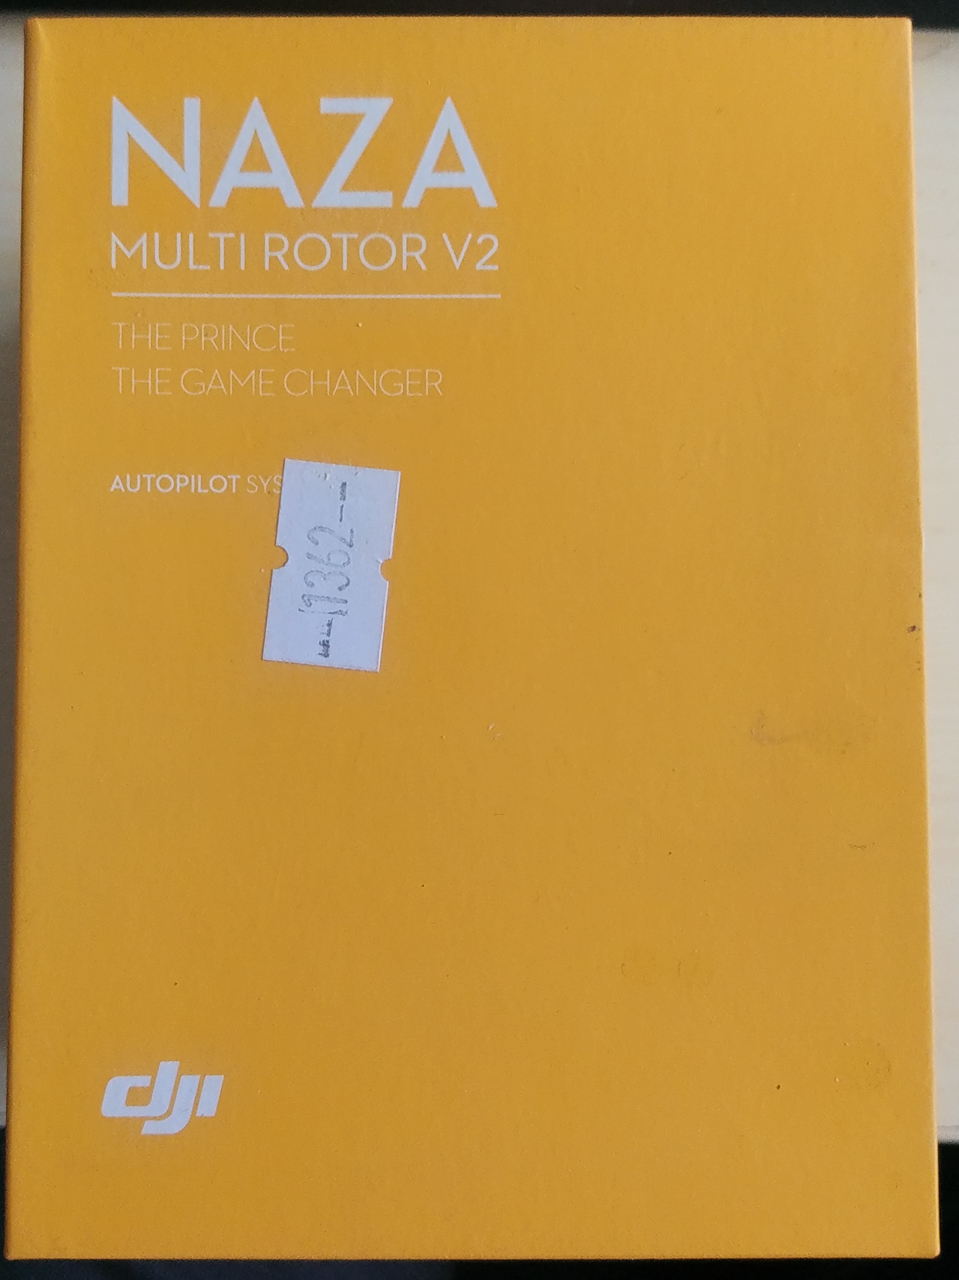 NAZA
MULTI ROTOR V2
THE PRINCE
THE GAME CHANGER
AUTOPILOT SYS
1362
dji